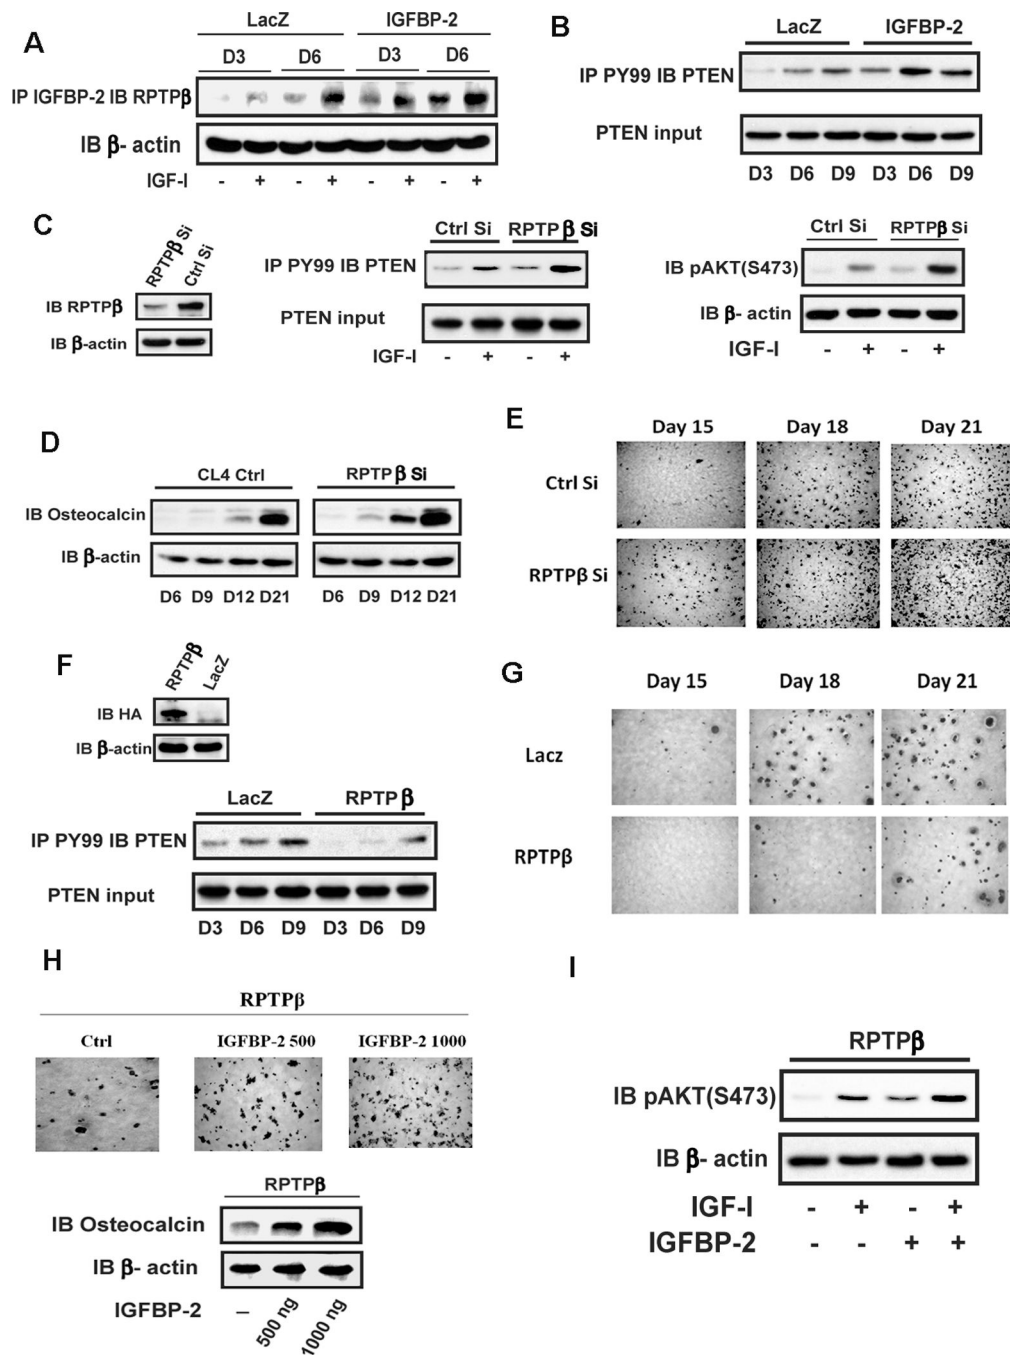 A
LacZ IGFBP-2
D3 D6 D3 D6
IP IGFBP-2 IB RPTPβ
IB β- actin
IGF-I - + - + - + - +
B
LacZ IGFBP-2
IP PY99 IB PTEN
PTEN input
D3 D6 D9 D3 D6 D9
C
RPTPβ Si Ctrl Si
IB RPTPβ
IB β-actin
Ctrl Si RPTP β Si
IP PY99 IB PTEN
PTEN input
IGF-I - + - +
Ctrl Si RPTPβ Si
IB pAKT(S473)
IB β- actin
IGF-I - + - +
D
CL4 Ctrl RPTP β Si
IB Osteocalcin
IB β-actin
D6 D9 D12 D21 D6 D9 D12 D21
E
Day 15 Day 18 Day 21
Ctrl Si
RPTPβ Si
F
RPTPβ LacZ
IB HA
IB β-actin
LacZ RPTP β
IP PY99 IB PTEN
PTEN input
D3 D6 D9 D3 D6 D9
G
Day 15 Day 18 Day 21
Lacz
RPTPβ
H
RPTPβ
Ctrl IGFBP-2 500 IGFBP-2 1000
RPTPβ
IB Osteocalcin
IB β- actin
IGFBP-2 – 500 ng 1000 ng
I
RPTPβ
IB pAKT(S473)
IB β- actin
IGF-I - + - +
IGFBP-2 - - + +